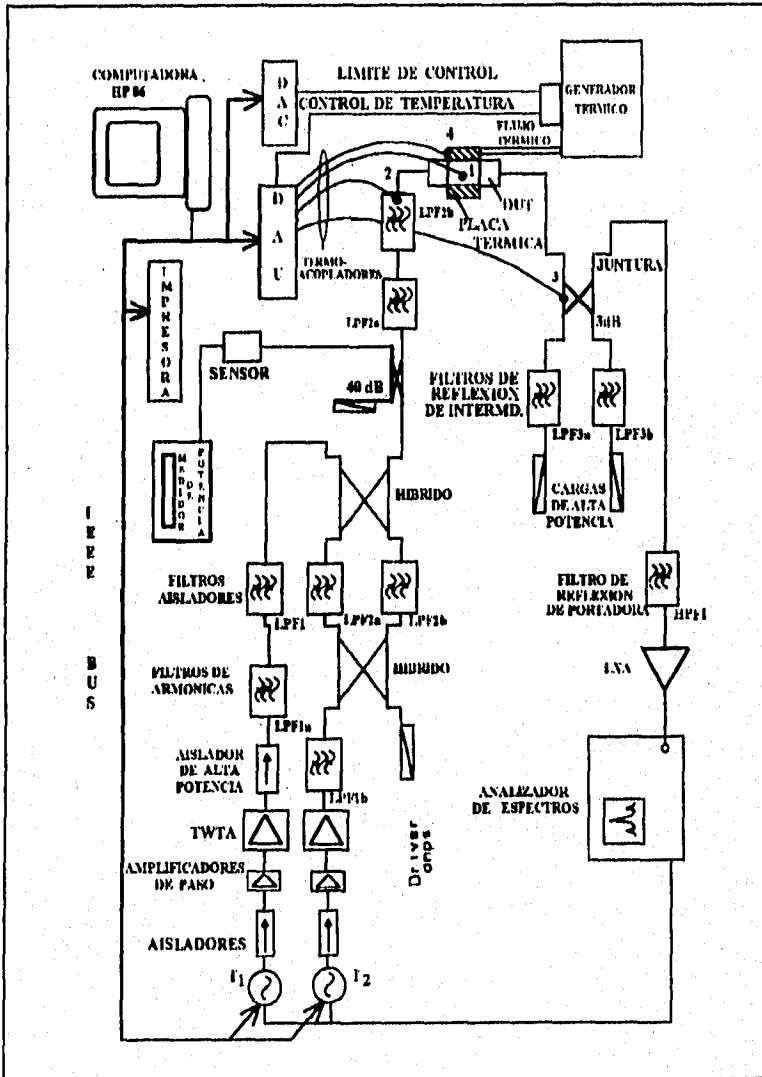 COMPUTADORA
HP 86
D
A
C
LIMITE DE CONTROL
CONTROL DE TEMPERATURA
GENERADOR
TERMICO
FLUJO
TERMICO
4
1
2
DUT
LPF2b
PLACA
TERMICA
D
A
U
TERMO-
ACOPLADORES
IMPRESORA
LPF2a
SENSOR
40 dB
3
JUNTURA
3dB
FILTROS DE
REFLEXION
DE INTERMD.
LPF3a
LPF3b
CARGAS
DE ALTA
POTENCIA
MEDIDOR
DE
POTENCIA
HIBRIDO
IEEE BUS
FILTROS
AISLADORES
LPF1
LPF2a
LPF2b
FILTRO DE
REFLEXION
DE PORTADORA
HPF1
HIBRIDO
LNA
FILTROS DE
ARMONICAS
LPF1a
AISLADOR
DE ALTA
POTENCIA
LPF1b
ANALIZADOR
DE ESPECTROS
TWTA
Driver
amps
AMPLIFICADORES
DE PASO
AISLADORES
F1
F2